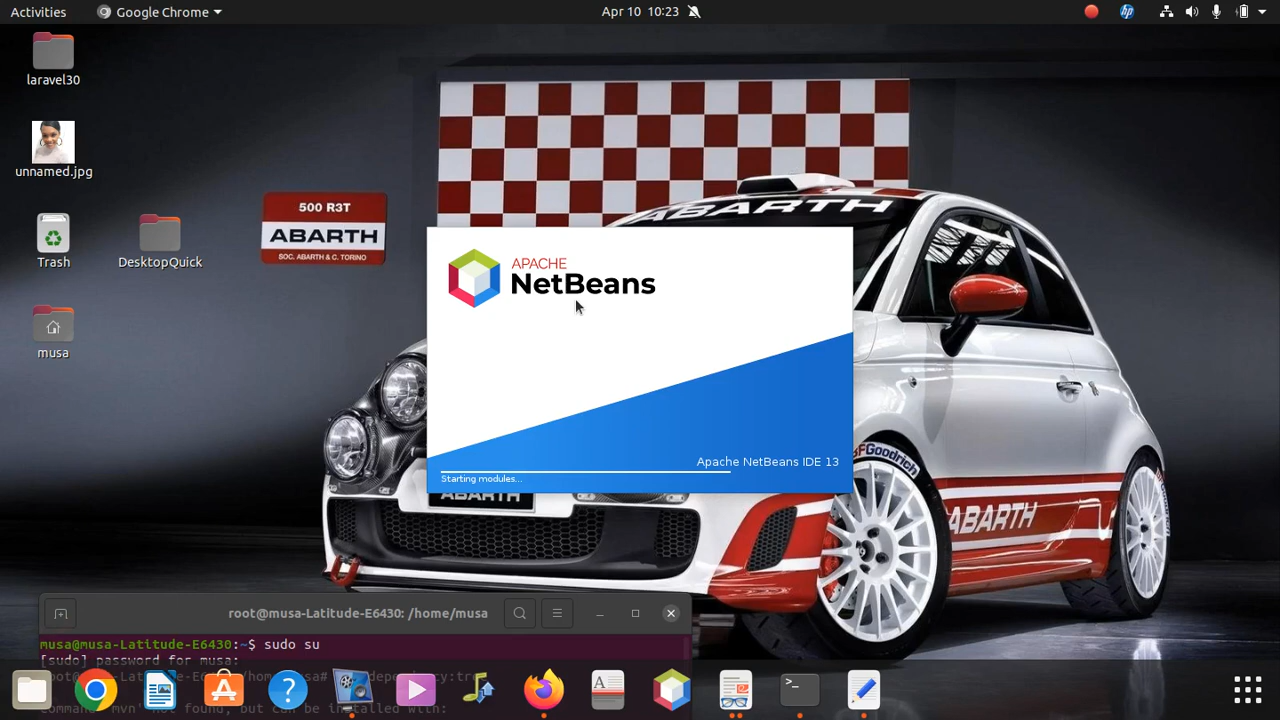 Activities
Google Chrome
Apr 10 10:23
hp
laravel30
unnamed.jpg
Trash
DesktopQuick
musa
500 R3T
ABARTH
SOC. ABARTH & C. TORINO
ABARTH
APACHE
NetBeans
Apache NetBeans IDE 13
Starting modules...
BFGoodrich
ABARTH
ABARTH
root@musa-Latitude-E6430: /home/musa
musa@musa-Latitude-E6430:~$ sudo su
[sudo] password for musa: